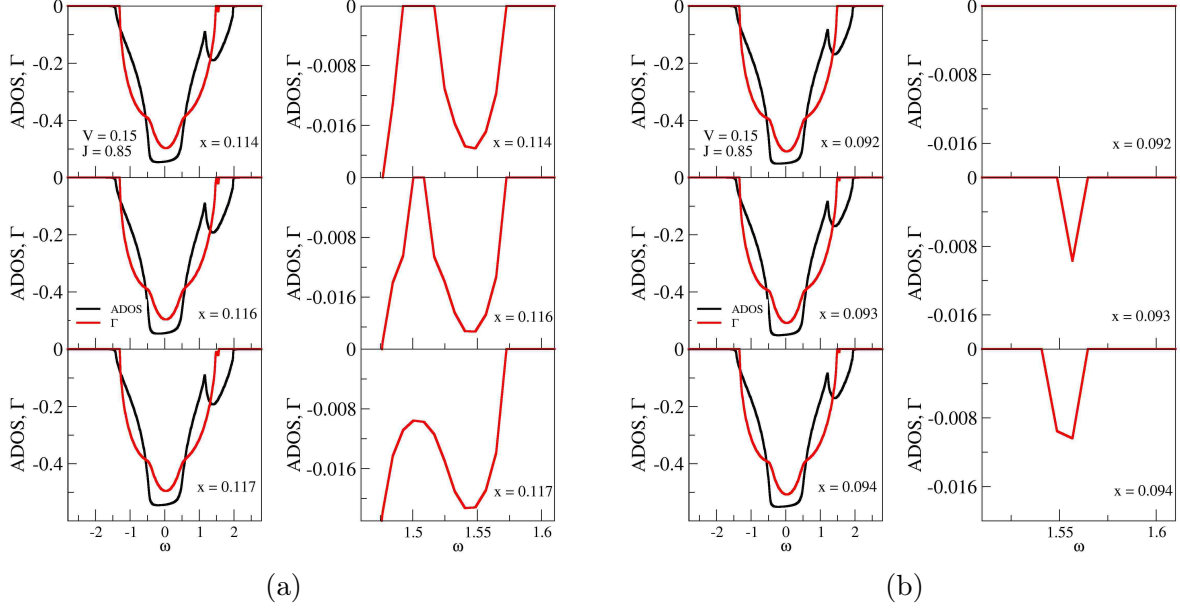 0
-0.2
-0.4
ADOS, Γ
V = 0.15
J = 0.85
x = 0.114
0
-0.008
-0.016
ADOS, Γ
x = 0.114
0
-0.2
-0.4
ADOS, Γ
ADOS
Γ
x = 0.116
0
-0.008
-0.016
ADOS, Γ
x = 0.116
0
-0.2
-0.4
ADOS, Γ
x = 0.117
-2 -1 0 1 2
ω
0
-0.008
-0.016
ADOS, Γ
x = 0.117
1.5 1.55 1.6
ω
(a)
0
-0.2
-0.4
ADOS, Γ
V = 0.15
J = 0.85
x = 0.092
0
-0.008
-0.016
ADOS, Γ
x = 0.092
0
-0.2
-0.4
ADOS, Γ
ADOS
Γ
x = 0.093
0
-0.008
-0.016
ADOS, Γ
x = 0.093
0
-0.2
-0.4
ADOS, Γ
x = 0.094
-2 -1 0 1 2
ω
0
-0.008
-0.016
ADOS, Γ
x = 0.094
1.55 1.6
ω
(b)